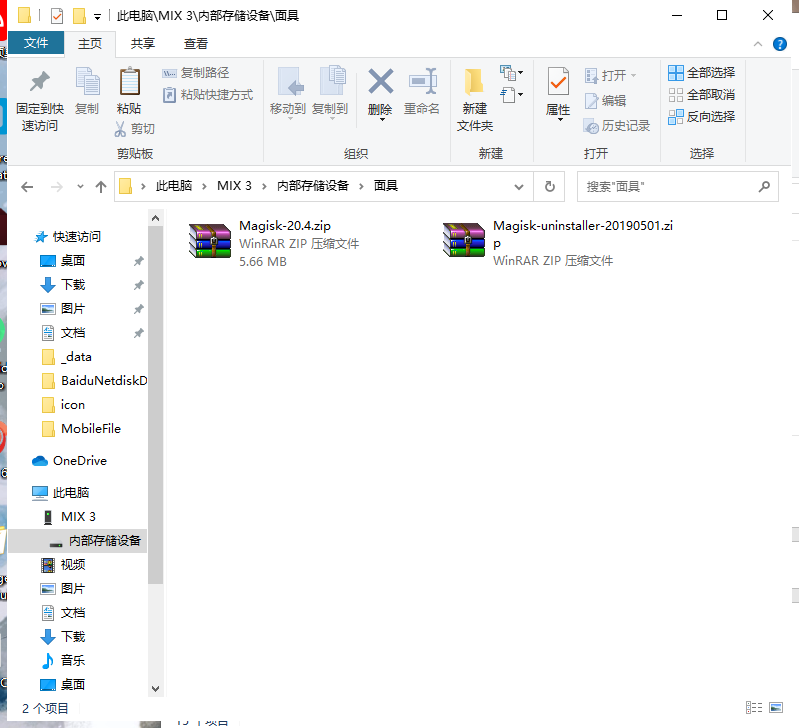 此电脑\MIX 3\内部存储设备\面具
文件 主页 共享 查看
固定到快
速访问
复制
粘贴
复制路径
粘贴快捷方式
剪切
移动到 复制到
删除 重命名
新建
文件夹
属性
打开
编辑
历史记录
全部选择
全部取消
反向选择
剪贴板 组织 新建 打开 选择
此电脑 MIX 3 内部存储设备 面具
搜索"面具"
快速访问
桌面
下载
图片
文档
_data
BaiduNetdiskD
icon
MobileFile
OneDrive
此电脑
MIX 3
内部存储设备
视频
图片
文档
下载
音乐
桌面
Magisk-20.4.zip
WinRAR ZIP 压缩文件
5.66 MB
Magisk-uninstaller-20190501.zi
p
WinRAR ZIP 压缩文件
2 个项目